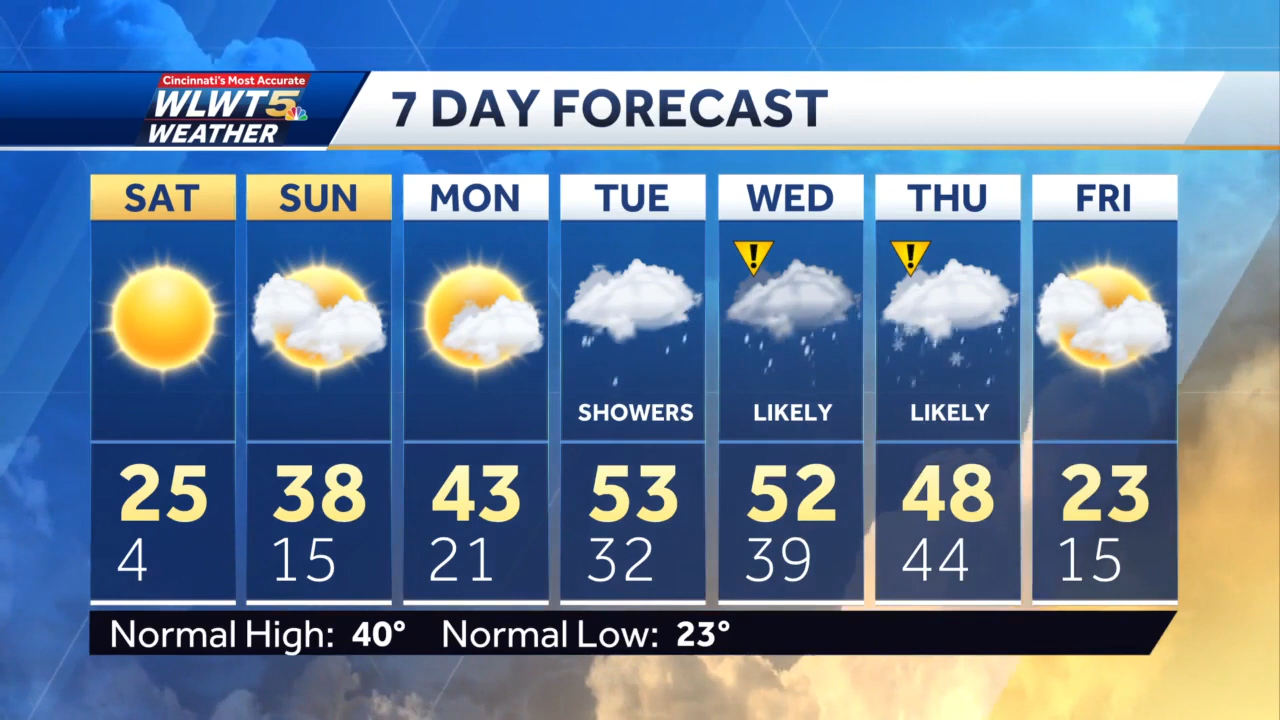 Cincinnati's Most Accurate
WLWT5
WEATHER
7 DAY FORECAST
SAT SUN MON TUE WED THU FRI
! !
SHOWERS LIKELY LIKELY
25 38 43 53 52 48 23
4 15 21 32 39 44 15
Normal High: 40° Normal Low: 23°